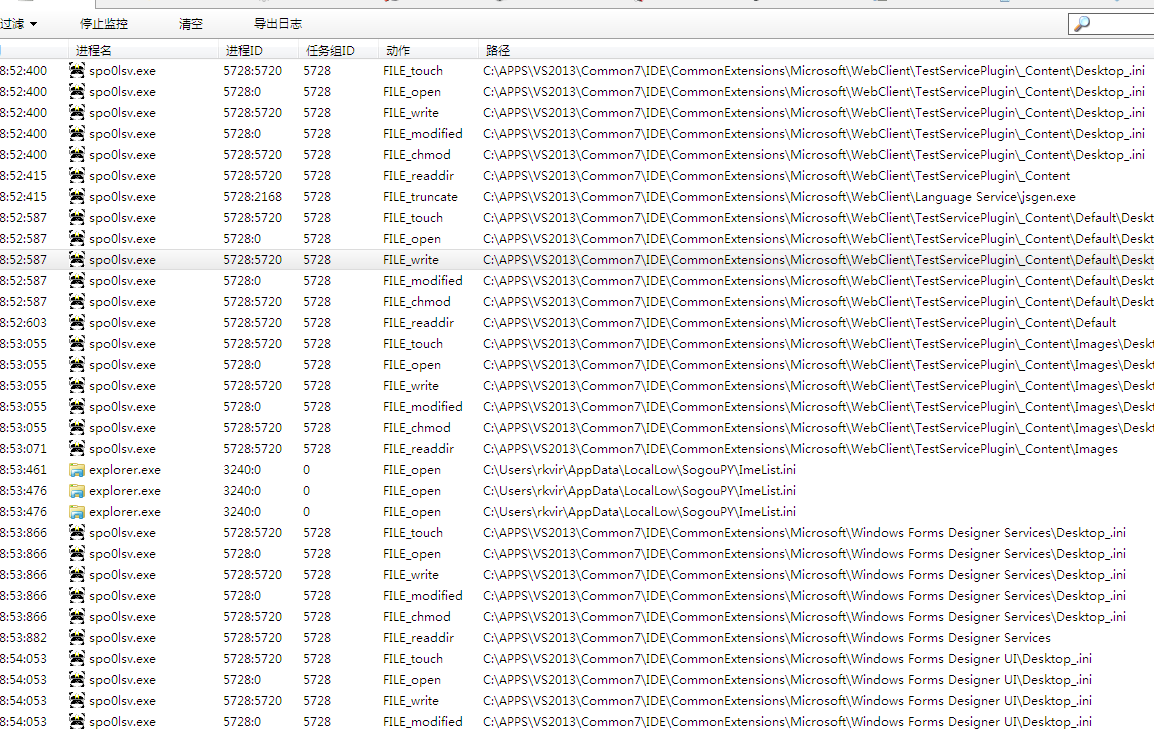 过滤 停止监控 清空 导出日志
进程名 进程ID 任务组ID 动作 路径
8:52:400 spo0lsv.exe 5728:5720 5728 FILE_touch C:\APPS\VS2013\Common7\IDE\CommonExtensions\Microsoft\WebClient\TestServicePlugin\_Content\Desktop_.ini
8:52:400 spo0lsv.exe 5728:0 5728 FILE_open C:\APPS\VS2013\Common7\IDE\CommonExtensions\Microsoft\WebClient\TestServicePlugin\_Content\Desktop_.ini
8:52:400 spo0lsv.exe 5728:5720 5728 FILE_write C:\APPS\VS2013\Common7\IDE\CommonExtensions\Microsoft\WebClient\TestServicePlugin\_Content\Desktop_.ini
8:52:400 spo0lsv.exe 5728:0 5728 FILE_modified C:\APPS\VS2013\Common7\IDE\CommonExtensions\Microsoft\WebClient\TestServicePlugin\_Content\Desktop_.ini
8:52:400 spo0lsv.exe 5728:5720 5728 FILE_chmod C:\APPS\VS2013\Common7\IDE\CommonExtensions\Microsoft\WebClient\TestServicePlugin\_Content\Desktop_.ini
8:52:415 spo0lsv.exe 5728:5720 5728 FILE_readdir C:\APPS\VS2013\Common7\IDE\CommonExtensions\Microsoft\WebClient\TestServicePlugin\_Content
8:52:415 spo0lsv.exe 5728:2168 5728 FILE_truncate C:\APPS\VS2013\Common7\IDE\CommonExtensions\Microsoft\WebClient\Language Service\jsgen.exe
8:52:587 spo0lsv.exe 5728:5720 5728 FILE_touch C:\APPS\VS2013\Common7\IDE\CommonExtensions\Microsoft\WebClient\TestServicePlugin\_Content\Default\Deskt
8:52:587 spo0lsv.exe 5728:0 5728 FILE_open C:\APPS\VS2013\Common7\IDE\CommonExtensions\Microsoft\WebClient\TestServicePlugin\_Content\Default\Deskt
8:52:587 spo0lsv.exe 5728:5720 5728 FILE_write C:\APPS\VS2013\Common7\IDE\CommonExtensions\Microsoft\WebClient\TestServicePlugin\_Content\Default\Deskt
8:52:587 spo0lsv.exe 5728:0 5728 FILE_modified C:\APPS\VS2013\Common7\IDE\CommonExtensions\Microsoft\WebClient\TestServicePlugin\_Content\Default\Deskt
8:52:587 spo0lsv.exe 5728:5720 5728 FILE_chmod C:\APPS\VS2013\Common7\IDE\CommonExtensions\Microsoft\WebClient\TestServicePlugin\_Content\Default\Deskt
8:52:603 spo0lsv.exe 5728:5720 5728 FILE_readdir C:\APPS\VS2013\Common7\IDE\CommonExtensions\Microsoft\WebClient\TestServicePlugin\_Content\Default
8:53:055 spo0lsv.exe 5728:5720 5728 FILE_touch C:\APPS\VS2013\Common7\IDE\CommonExtensions\Microsoft\WebClient\TestServicePlugin\_Content\Images\Deskt
8:53:055 spo0lsv.exe 5728:0 5728 FILE_open C:\APPS\VS2013\Common7\IDE\CommonExtensions\Microsoft\WebClient\TestServicePlugin\_Content\Images\Deskt
8:53:055 spo0lsv.exe 5728:5720 5728 FILE_write C:\APPS\VS2013\Common7\IDE\CommonExtensions\Microsoft\WebClient\TestServicePlugin\_Content\Images\Deskt
8:53:055 spo0lsv.exe 5728:0 5728 FILE_modified C:\APPS\VS2013\Common7\IDE\CommonExtensions\Microsoft\WebClient\TestServicePlugin\_Content\Images\Deskt
8:53:055 spo0lsv.exe 5728:5720 5728 FILE_chmod C:\APPS\VS2013\Common7\IDE\CommonExtensions\Microsoft\WebClient\TestServicePlugin\_Content\Images\Deskt
8:53:071 spo0lsv.exe 5728:5720 5728 FILE_readdir C:\APPS\VS2013\Common7\IDE\CommonExtensions\Microsoft\WebClient\TestServicePlugin\_Content\Images
8:53:461 explorer.exe 3240:0 0 FILE_open C:\Users\rkvir\AppData\LocalLow\SogouPY\ImeList.ini
8:53:476 explorer.exe 3240:0 0 FILE_open C:\Users\rkvir\AppData\LocalLow\SogouPY\ImeList.ini
8:53:476 explorer.exe 3240:0 0 FILE_open C:\Users\rkvir\AppData\LocalLow\SogouPY\ImeList.ini
8:53:866 spo0lsv.exe 5728:5720 5728 FILE_touch C:\APPS\VS2013\Common7\IDE\CommonExtensions\Microsoft\Windows Forms Designer Services\Desktop_.ini
8:53:866 spo0lsv.exe 5728:0 5728 FILE_open C:\APPS\VS2013\Common7\IDE\CommonExtensions\Microsoft\Windows Forms Designer Services\Desktop_.ini
8:53:866 spo0lsv.exe 5728:5720 5728 FILE_write C:\APPS\VS2013\Common7\IDE\CommonExtensions\Microsoft\Windows Forms Designer Services\Desktop_.ini
8:53:866 spo0lsv.exe 5728:0 5728 FILE_modified C:\APPS\VS2013\Common7\IDE\CommonExtensions\Microsoft\Windows Forms Designer Services\Desktop_.ini
8:53:866 spo0lsv.exe 5728:5720 5728 FILE_chmod C:\APPS\VS2013\Common7\IDE\CommonExtensions\Microsoft\Windows Forms Designer Services\Desktop_.ini
8:53:882 spo0lsv.exe 5728:5720 5728 FILE_readdir C:\APPS\VS2013\Common7\IDE\CommonExtensions\Microsoft\Windows Forms Designer Services
8:54:053 spo0lsv.exe 5728:5720 5728 FILE_touch C:\APPS\VS2013\Common7\IDE\CommonExtensions\Microsoft\Windows Forms Designer UI\Desktop_.ini
8:54:053 spo0lsv.exe 5728:0 5728 FILE_open C:\APPS\VS2013\Common7\IDE\CommonExtensions\Microsoft\Windows Forms Designer UI\Desktop_.ini
8:54:053 spo0lsv.exe 5728:5720 5728 FILE_write C:\APPS\VS2013\Common7\IDE\CommonExtensions\Microsoft\Windows Forms Designer UI\Desktop_.ini
8:54:053 spo0lsv.exe 5728:0 5728 FILE_modified C:\APPS\VS2013\Common7\IDE\CommonExtensions\Microsoft\Windows Forms Designer UI\Desktop_.ini